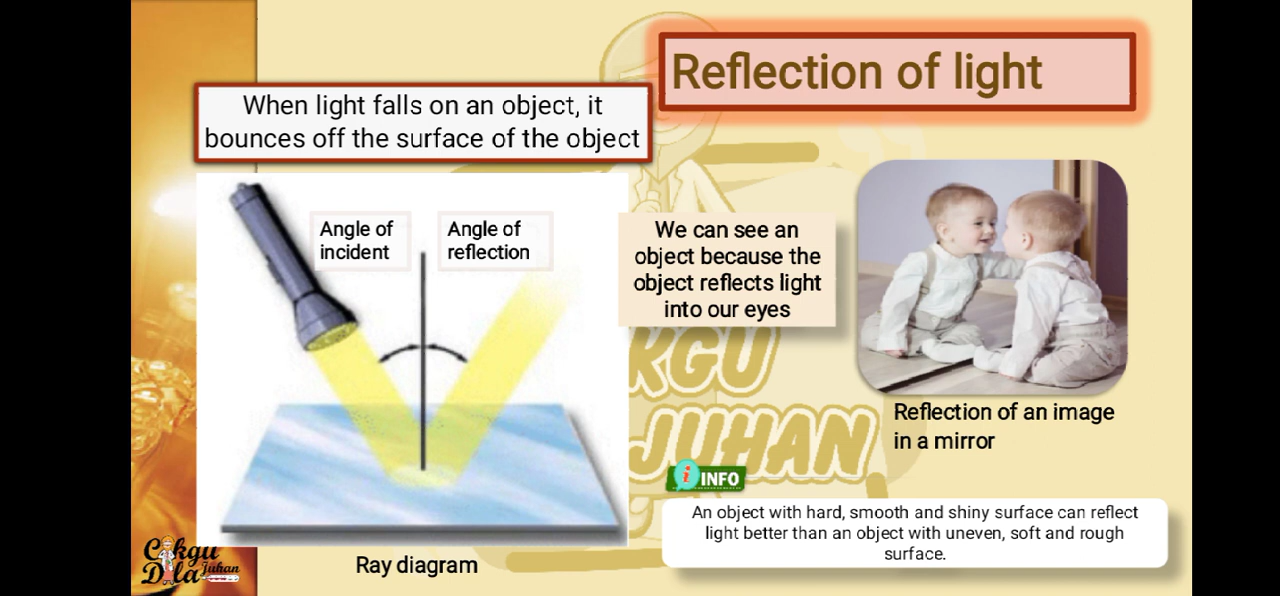 Reflection of light
When light falls on an object, it
bounces off the surface of the object
Angle of
incident
Angle of
reflection
We can see an
object because the
object reflects light
into our eyes
Reflection of an image
in a mirror
KGU
JUHAN
i INFO
An object with hard, smooth and shiny surface can reflect
light better than an object with uneven, soft and rough
surface.
Ray diagram
Cikgu
Dila Juhan